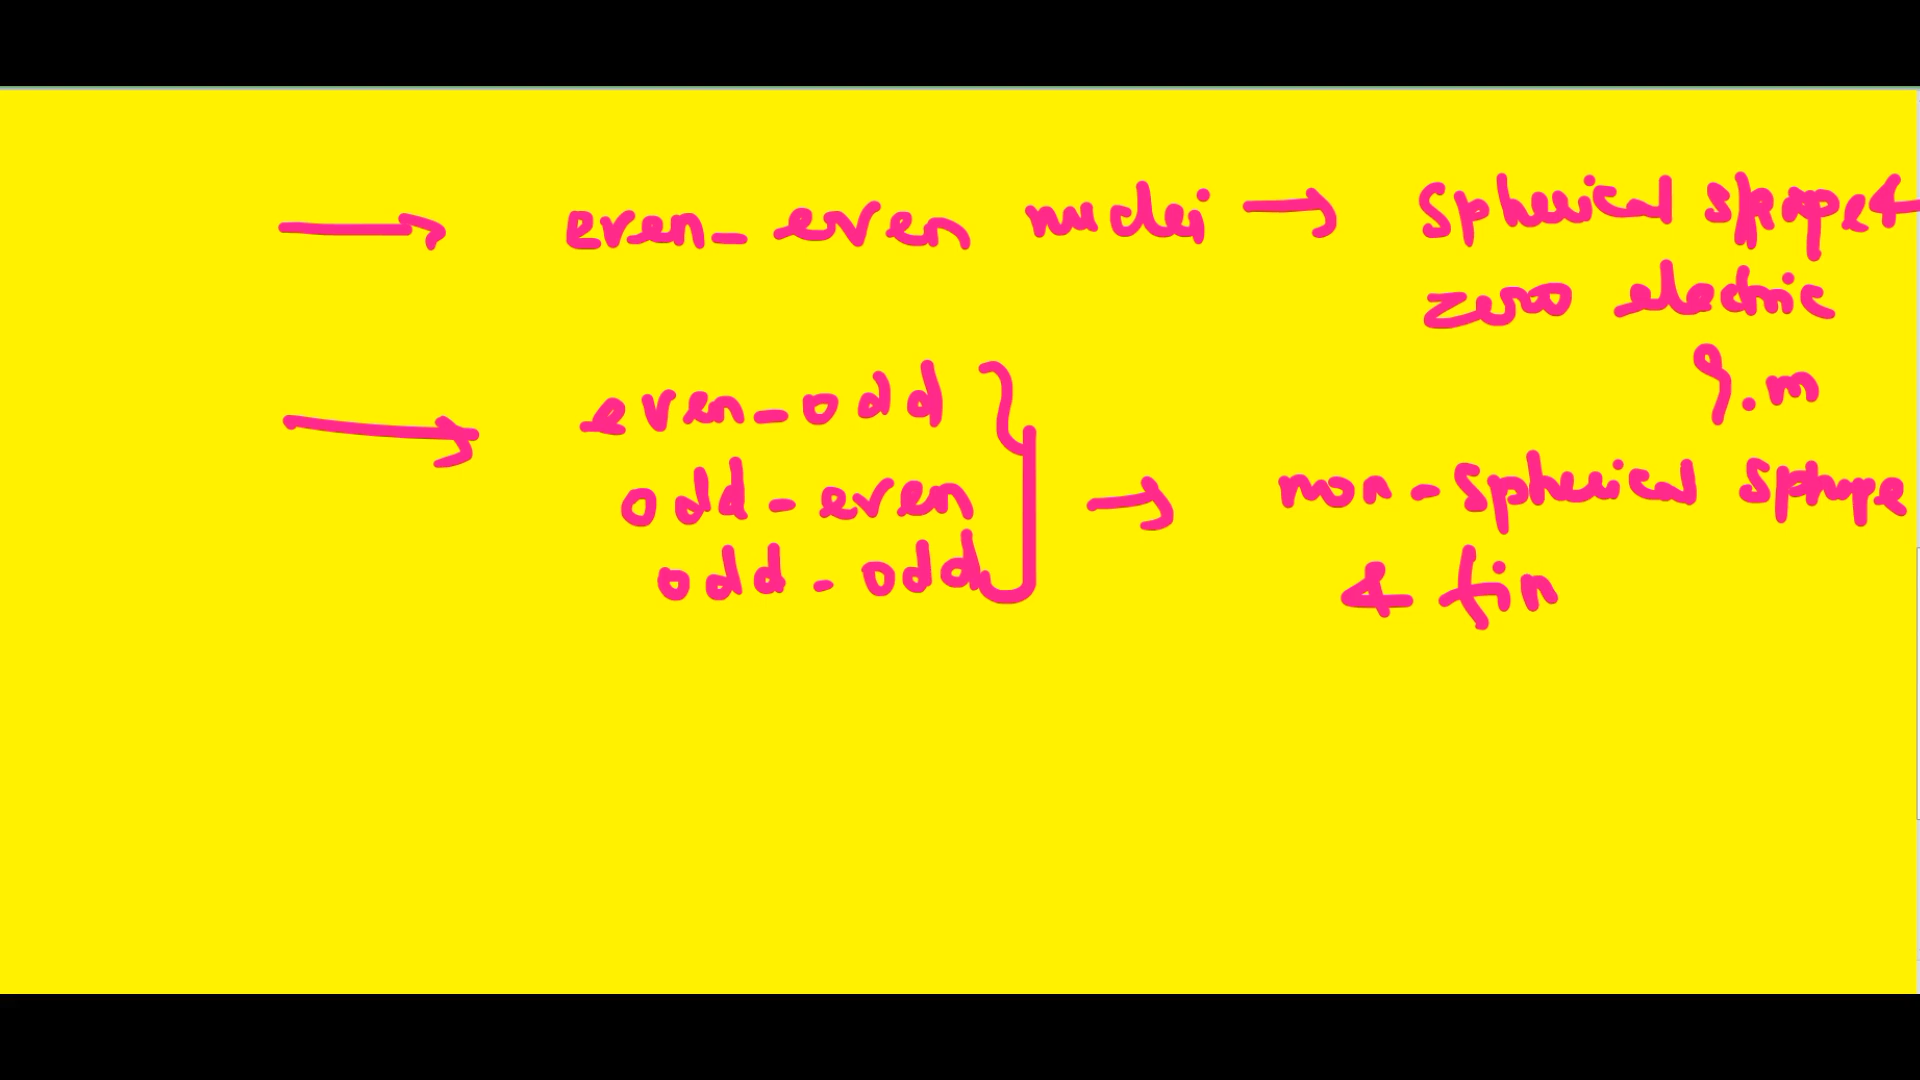 → even-even nuclei → spherical shape &
zero electric
q.m
→ even-odd
odd-even → non-spherical shape
odd-odd & fin